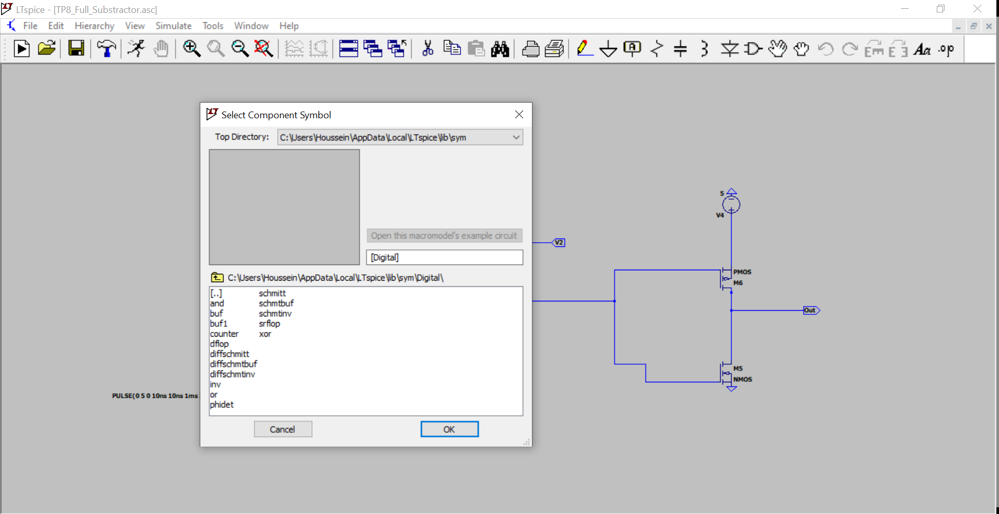 LTspice - [TP8_Full_Substractor.asc]
File Edit Hierarchy View Simulate Tools Window Help
A Aa .op
Select Component Symbol
Top Directory: C:\Users\Houssein\AppData\Local\LTspice\lib\sym
Open this macromodel's example circuit
[Digital]
C:\Users\Houssein\AppData\Local\LTspice\lib\sym\Digital\
[..] schmitt
and schmtbuf
buf schmtinv
buf1 srflop
counter xor
dflop
diffschmitt
diffschmtbuf
diffschmtinv
inv
or
phidet
Cancel OK
PULSE(0 5 0 10ns 10ns 1ms
V2
5
V4
PMOS
M6
Out
M5
NMOS